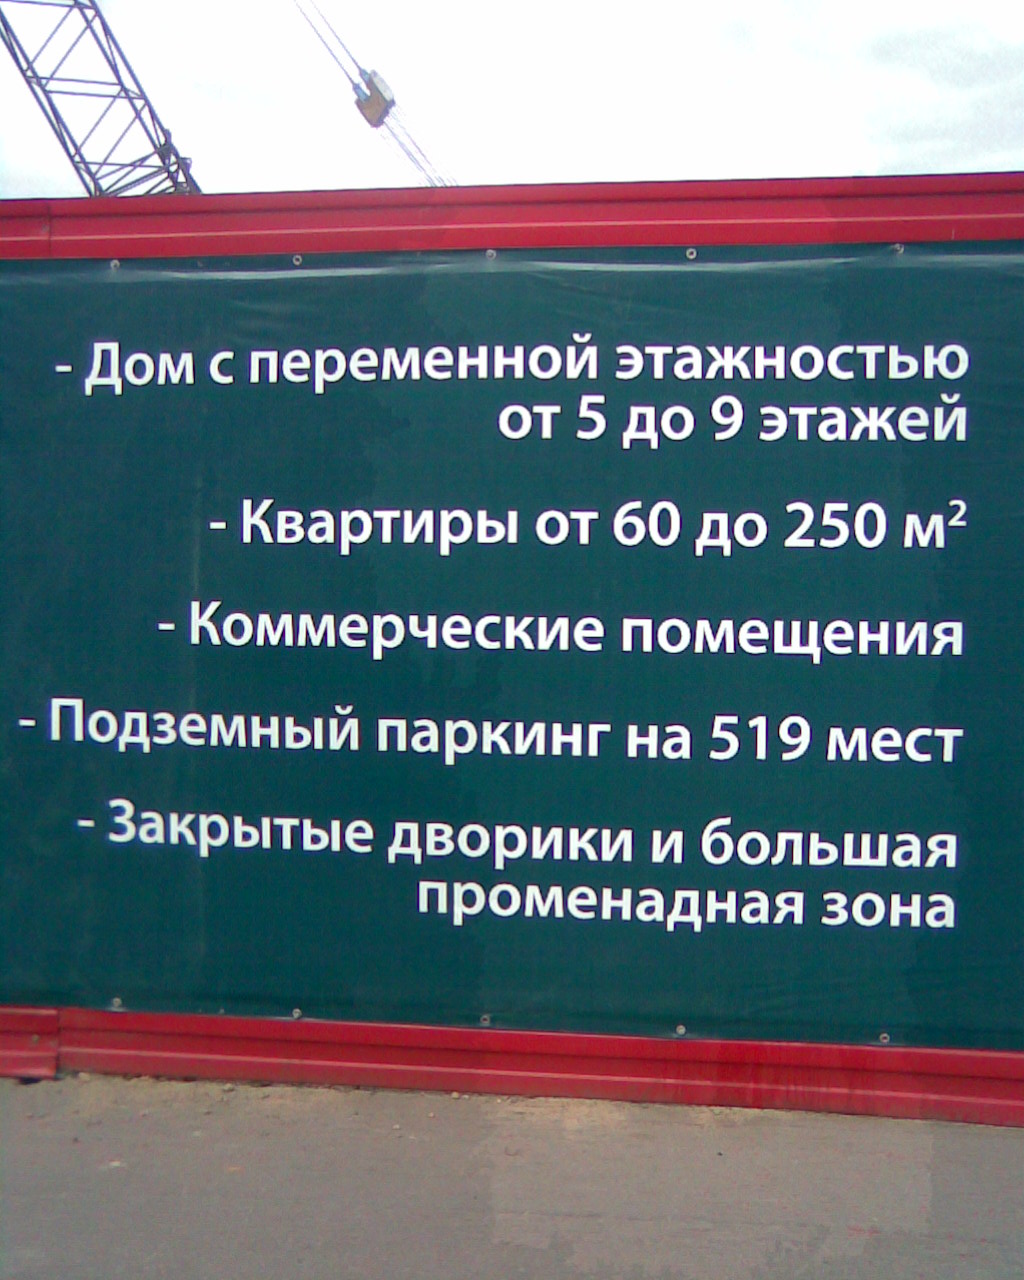 - Дом с переменной этажностью
от 5 до 9 этажей
- Квартиры от 60 до 250 м²
- Коммерческие помещения
- Подземный паркинг на 519 мест
- Закрытые дворики и большая
променадная зона